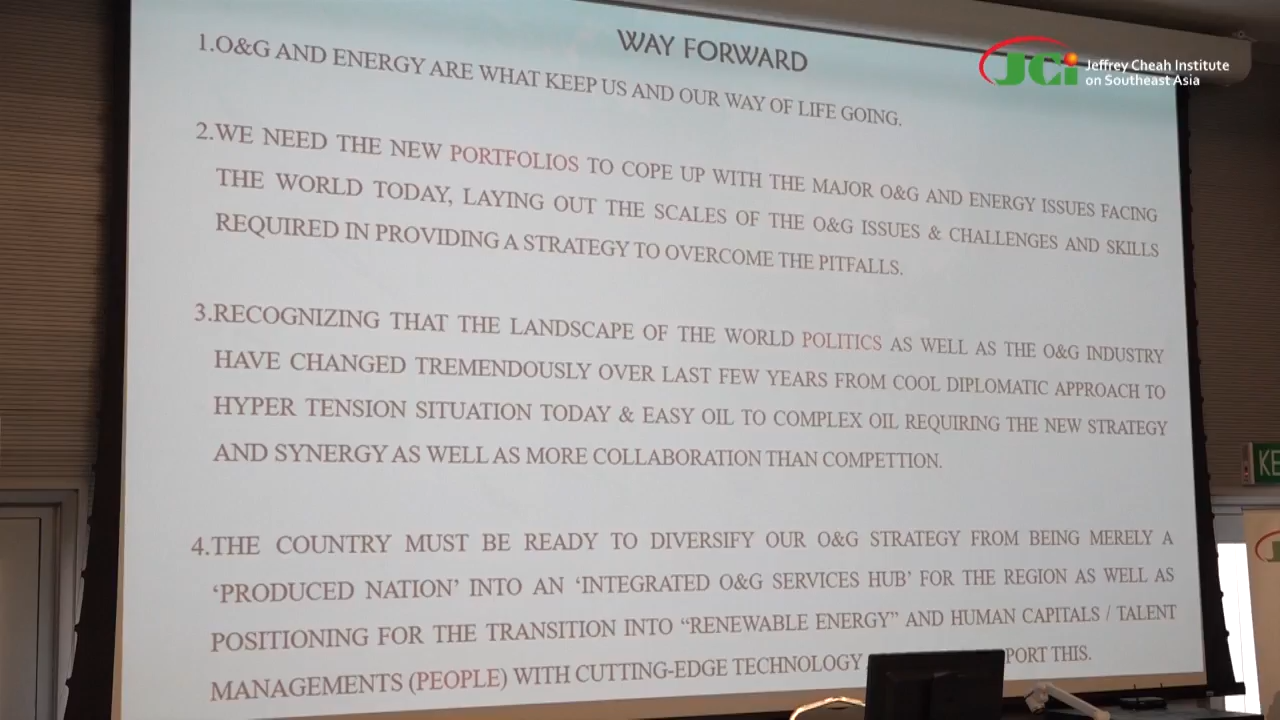 WAY FORWARD
JCi Jeffrey Cheah Institute
on Southeast Asia
1.O&G AND ENERGY ARE WHAT KEEP US AND OUR WAY OF LIFE GOING.
2.WE NEED THE NEW PORTFOLIOS TO COPE UP WITH THE MAJOR O&G AND ENERGY ISSUES FACING
THE WORLD TODAY, LAYING OUT THE SCALES OF THE O&G ISSUES & CHALLENGES AND SKILLS
REQUIRED IN PROVIDING A STRATEGY TO OVERCOME THE PITFALLS.
3.RECOGNIZING THAT THE LANDSCAPE OF THE WORLD POLITICS AS WELL AS THE O&G INDUSTRY
HAVE CHANGED TREMENDOUSLY OVER LAST FEW YEARS FROM COOL DIPLOMATIC APPROACH TO
HYPER TENSION SITUATION TODAY & EASY OIL TO COMPLEX OIL REQUIRING THE NEW STRATEGY
AND SYNERGY AS WELL AS MORE COLLABORATION THAN COMPETTION.
4.THE COUNTRY MUST BE READY TO DIVERSIFY OUR O&G STRATEGY FROM BEING MERELY A
‘PRODUCED NATION’ INTO AN ‘INTEGRATED O&G SERVICES HUB’ FOR THE REGION AS WELL AS
POSITIONING FOR THE TRANSITION INTO “RENEWABLE ENERGY” AND HUMAN CAPITALS / TALENT
MANAGEMENTS (PEOPLE) WITH CUTTING-EDGE TECHNOLOGY THIS.